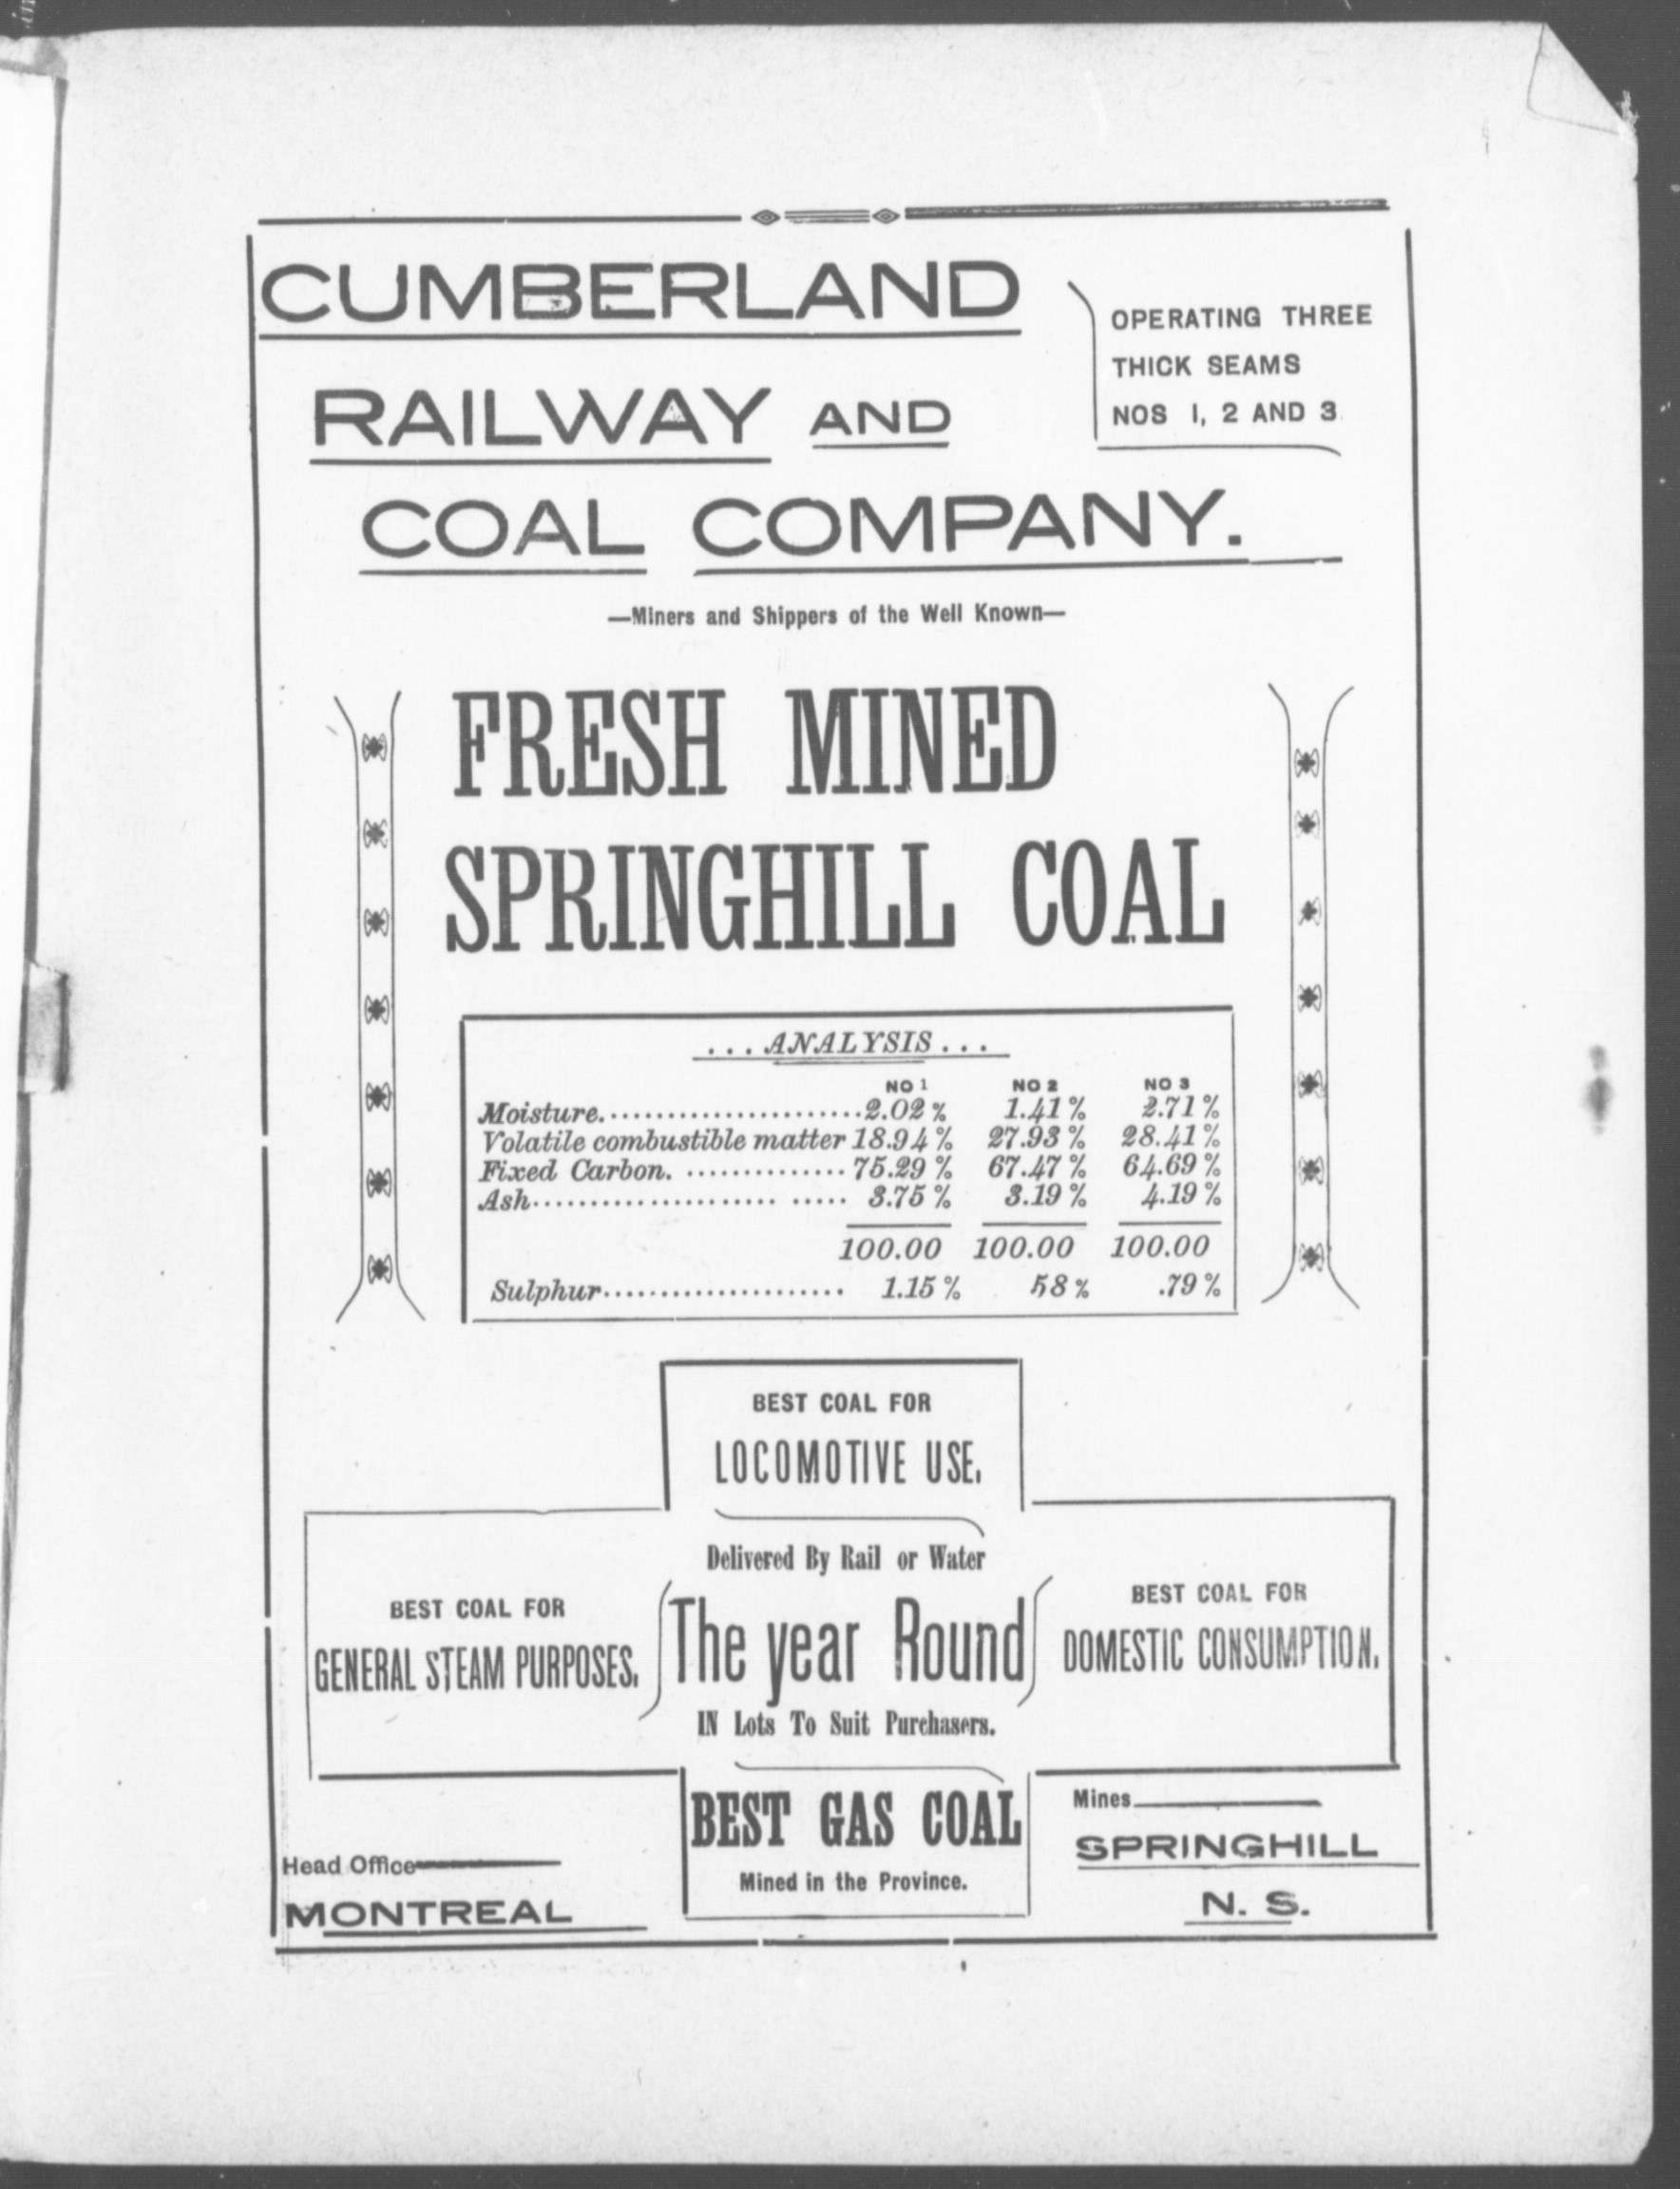 CUMBERLAND
RAILWAY AND
COAL COMPANY.
OPERATING THREE
THICK SEAMS
NOS 1, 2 AND 3
—Miners and Shippers of the Well Known—
FRESH MINED
SPRINGHILL COAL
...ANALYSIS...
NO 1 NO 2 NO 3
Moisture.......................2.02% 1.41% 2.71%
Volatile combustible matter 18.94% 27.93% 28.41%
Fixed Carbon. .............. 75.29% 67.47% 64.69%
Ash...................... ..... 3.75% 3.19% 4.19%
100.00 100.00 100.00
Sulphur...................... 1.15% 58% .79%
BEST COAL FOR
LOCOMOTIVE USE,
BEST COAL FOR
GENERAL STEAM PURPOSES,
Delivered By Rail or Water
The year Round
IN Lots To Suit Purchasers.
BEST COAL FOR
DOMESTIC CONSUMPTION,
BEST GAS COAL
Mined in the Province.
Head Office
MONTREAL
Mines
SPRINGHILL
N. S.